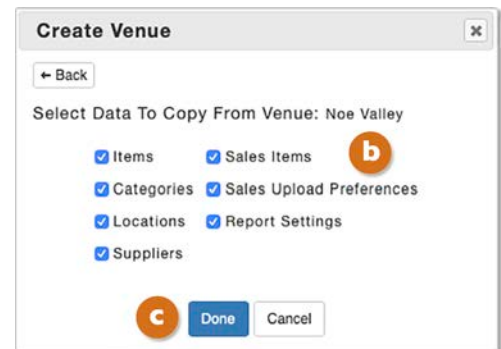 Create Venue
← Back
Select Data To Copy From Venue: Noe Valley
Items Sales Items b
Categories Sales Upload Preferences
Locations Report Settings
Suppliers
c Done Cancel